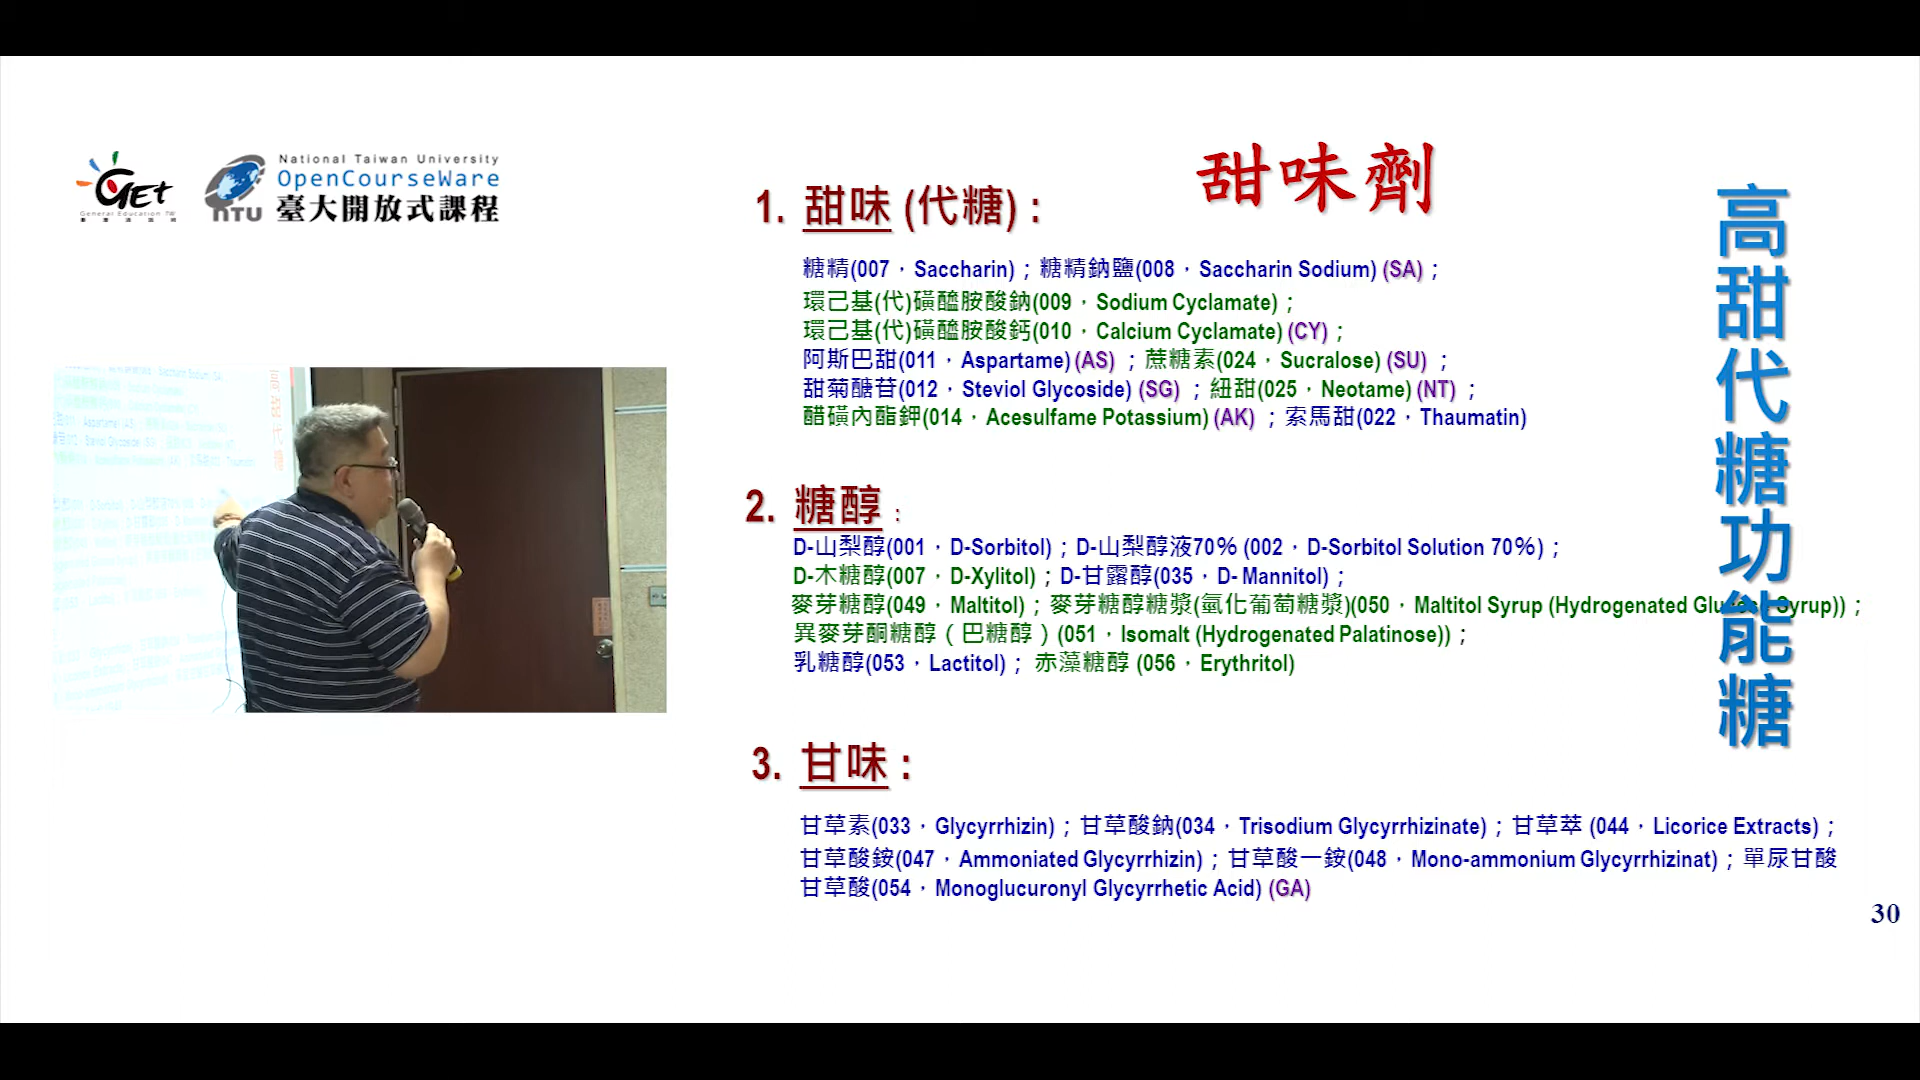 GET
General Education TW
NTU
National Taiwan University
OpenCourseWare
臺大開放式課程
甜味劑
1. 甜味 (代糖) :
糖精(007，Saccharin)；糖精鈉鹽(008，Saccharin Sodium) (SA)；
環己基(代)磺醯胺酸鈉(009，Sodium Cyclamate)；
環己基(代)磺醯胺酸鈣(010，Calcium Cyclamate) (CY)；
阿斯巴甜(011，Aspartame) (AS) ；蔗糖素(024，Sucralose) (SU) ；
甜菊醣苷(012，Steviol Glycoside) (SG) ；紐甜(025，Neotame) (NT) ；
醋磺內酯鉀(014，Acesulfame Potassium) (AK) ；索馬甜(022，Thaumatin)
2. 糖醇：
D-山梨醇(001，D-Sorbitol)；D-山梨醇液70% (002，D-Sorbitol Solution 70%)；
D-木糖醇(007，D-Xylitol)；D-甘露醇(035，D- Mannitol)；
麥芽糖醇(049，Maltitol)；麥芽糖醇糖漿(氫化葡萄糖漿)(050，Maltitol Syrup (Hydrogenated Syrup))；
異麥芽酮糖醇（巴糖醇）(051，Isomalt (Hydrogenated Palatinose))；
乳糖醇(053，Lactitol)； 赤藻糖醇 (056，Erythritol)
3. 甘味：
甘草素(033，Glycyrrhizin)；甘草酸鈉(034，Trisodium Glycyrrhizinate)；甘草萃 (044，Licorice Extracts)；
甘草酸銨(047，Ammoniated Glycyrrhizin)；甘草酸一銨(048，Mono-ammonium Glycyrrhizinat)；單尿甘酸
甘草酸(054，Monoglucuronyl Glycyrrhetic Acid) (GA)
高甜代糖功能糖
30